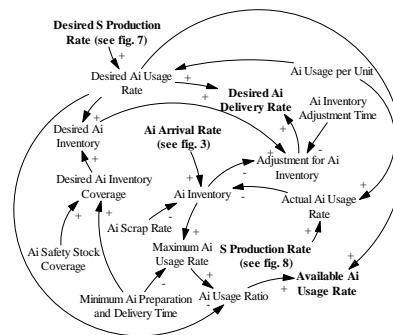 Desired S Production
Rate (see fig. 7)
+
Desired Ai Usage
Rate
+
+
+
Ai Usage per Unit
Desired Ai
Delivery Rate
+
Ai Inventory
Adjustment Time
-
Desired Ai
Inventory
+
Ai Arrival Rate
(see fig. 3)
+
+
Adjustment for Ai
Inventory
-
Desired Ai Inventory
Coverage
+
+
Ai Inventory
-
-
Actual Ai Usage
Rate
+
+
Ai Scrap Rate
+
Maximum Ai
Usage Rate
-
S Production Rate
(see fig. 8)
Ai Safety Stock
Coverage
+
Minimum Ai Preparation
and Delivery Time
-
Ai Usage Ratio
+
Available Ai
Usage Rate
+
+